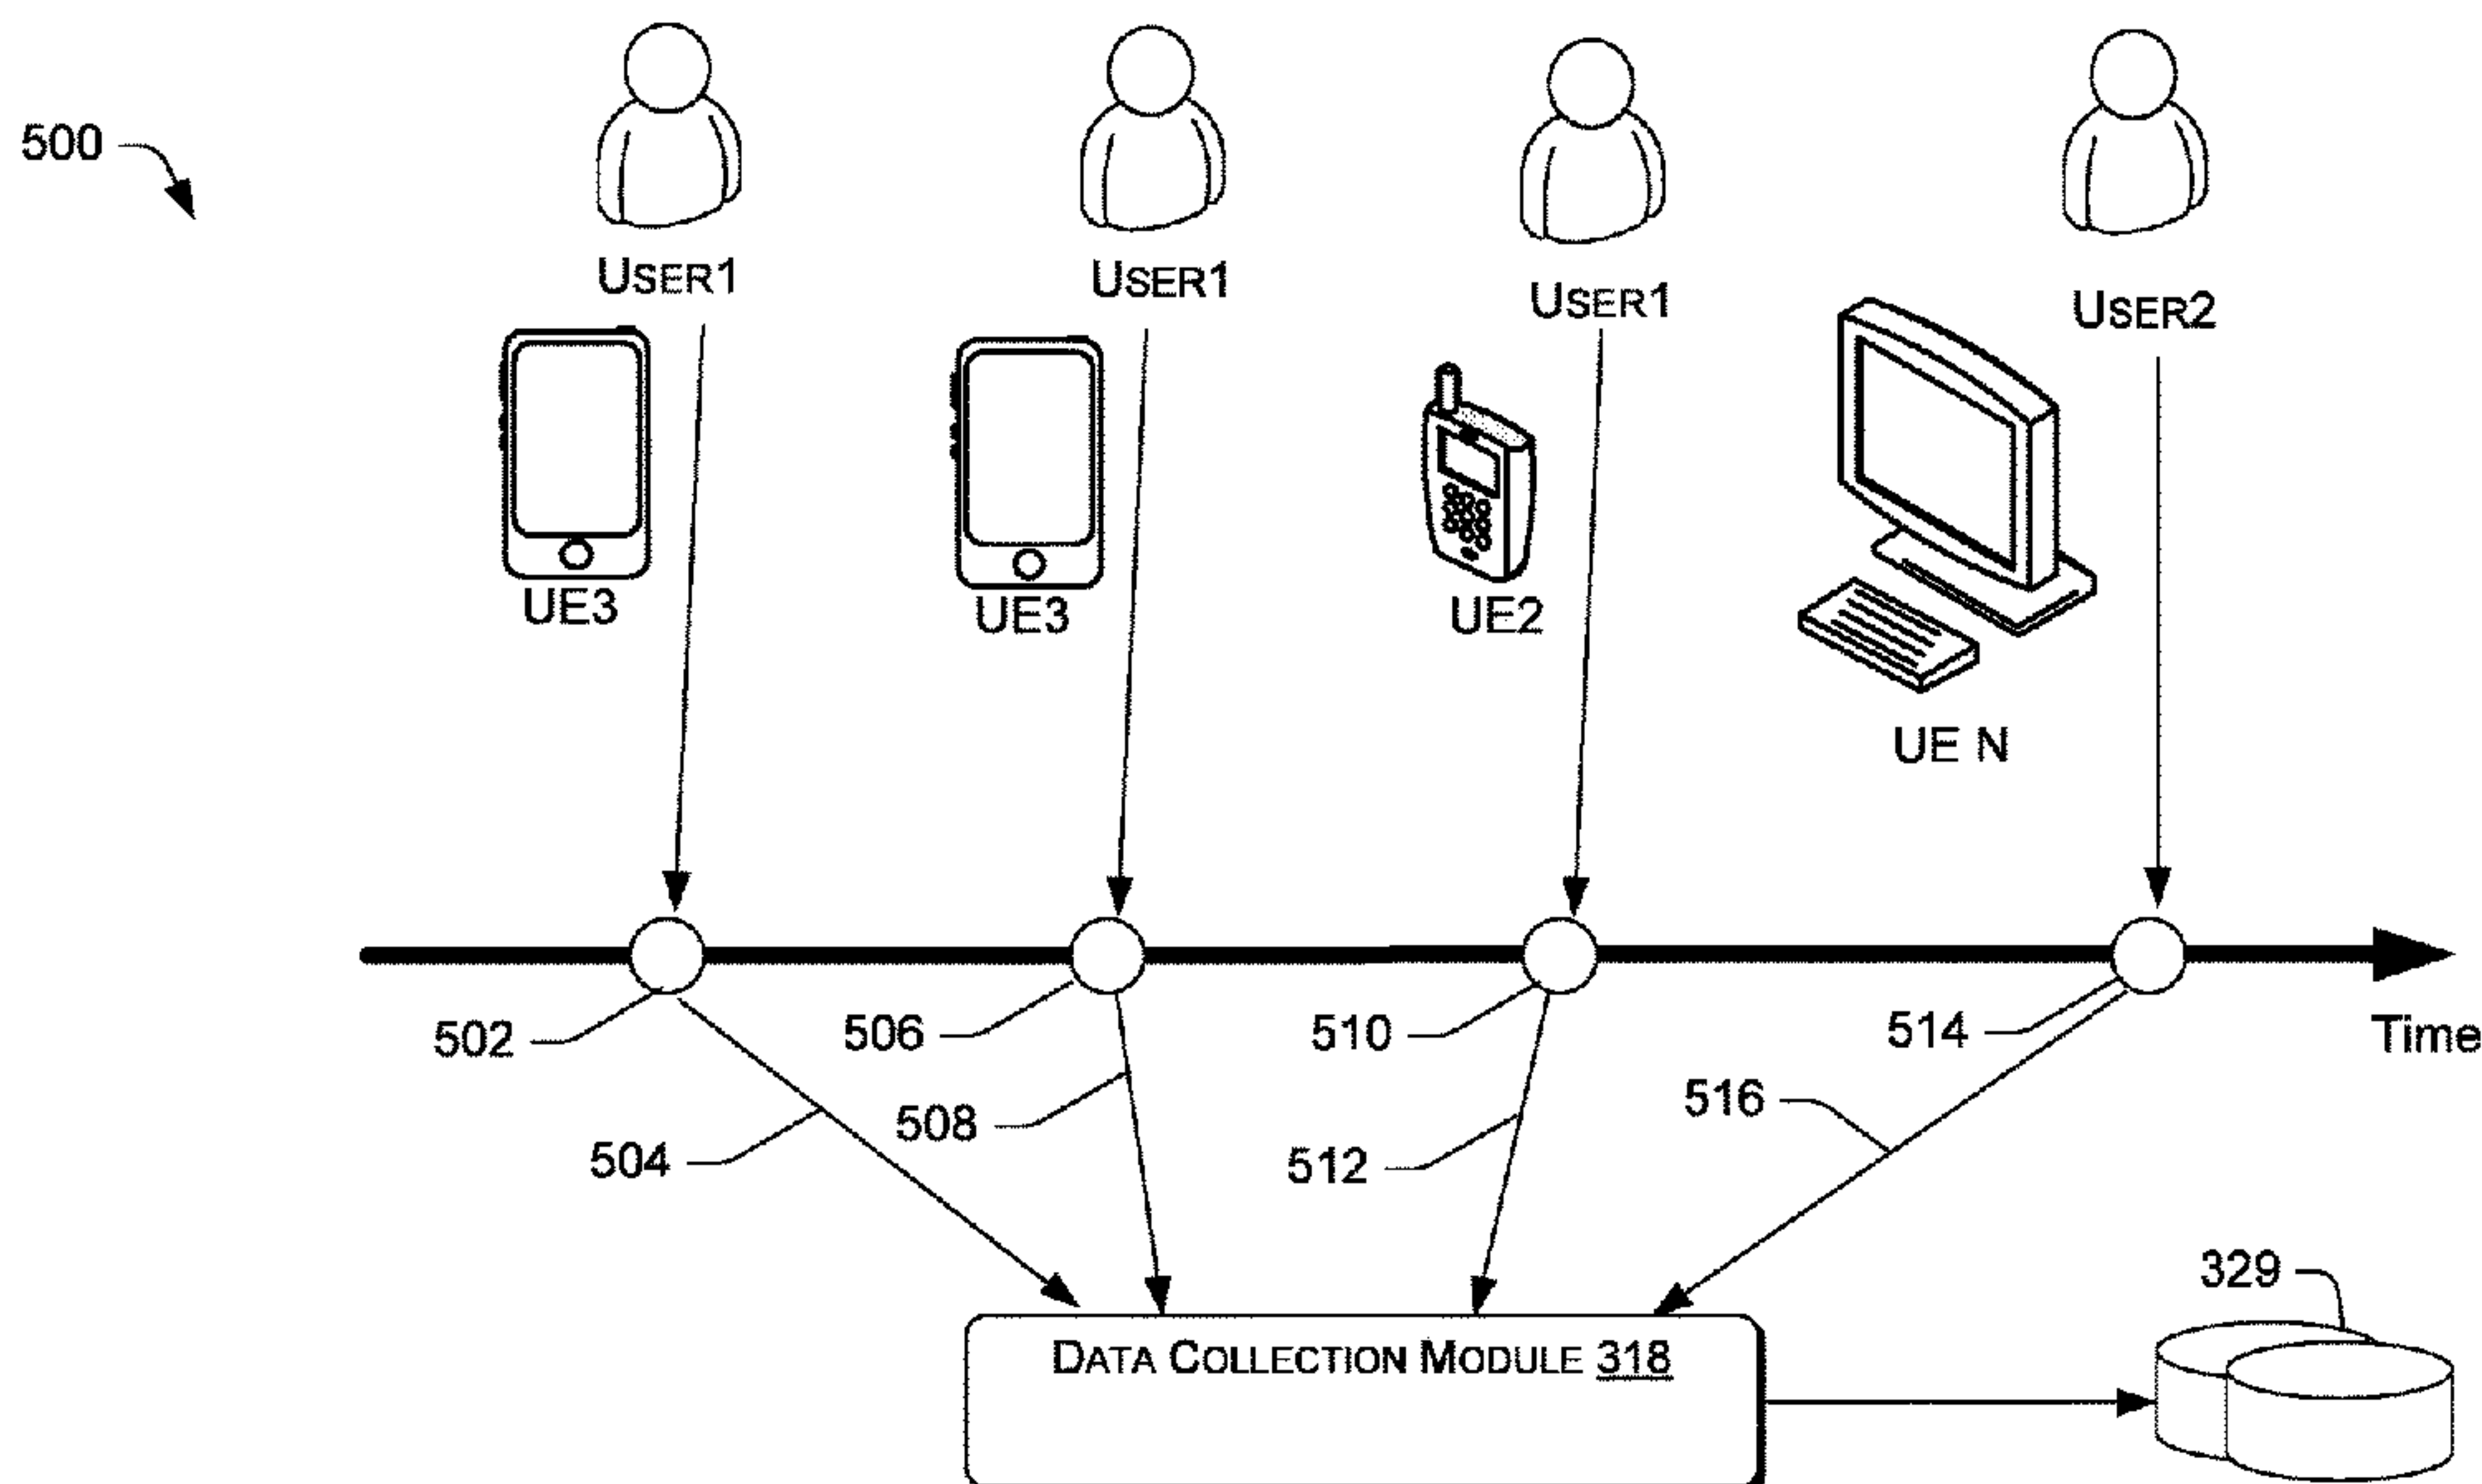 500
USER1
USER1
USER1
USER2
UE3
UE3
UE2
UE N
502
506
510
514
Time
504
508
512
516
329
DATA COLLECTION MODULE 318